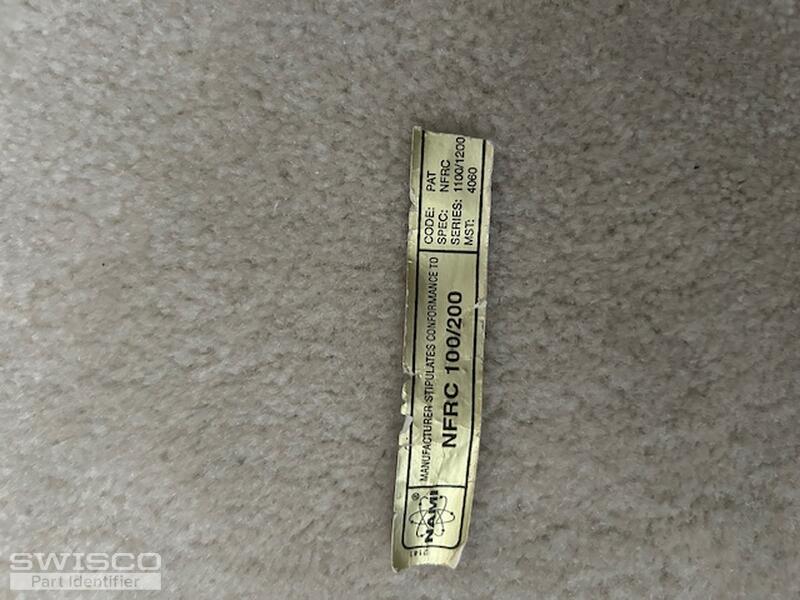 CODE: PAT
SPEC: NFRC
SERIES: 1100/1200
MST: 4060
MANUFACTURER STIPULATES CONFORMANCE TO
NFRC 100/200
NAMI®
SWISCO
Part Identifier